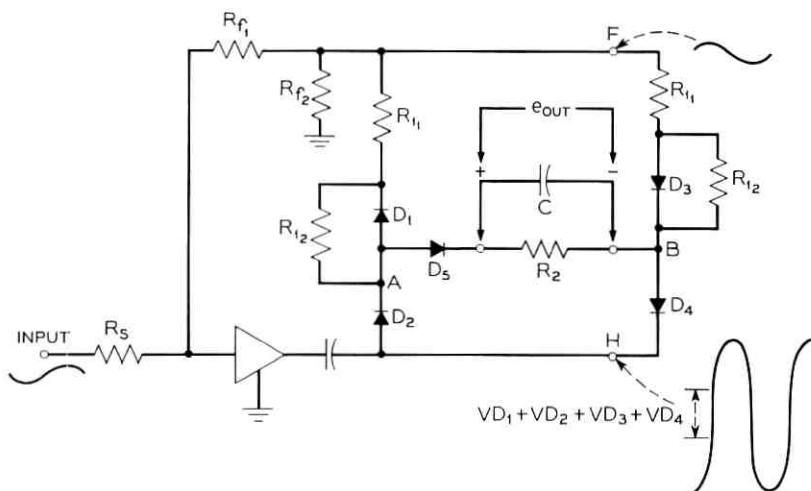 Rf1
F
Rf2
R11
R11
eOUT
+
−
D3
R12
C
R12
D1
D5
R2
B
A
D2
D4
INPUT
RS
H
VD1 + VD2 + VD3 + VD4